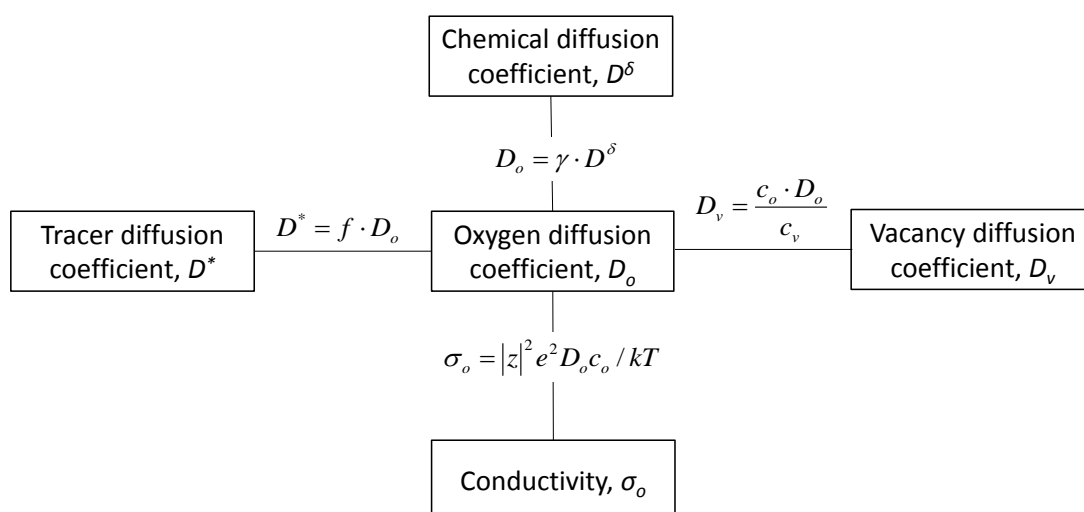 Chemical diffusion
coefficient, D^δ
D_o = γ · D^δ
D^* = f · D_o
D_v = \frac{c_o · D_o}{c_v}
Tracer diffusion
coefficient, D^*
Oxygen diffusion
coefficient, D_o
Vacancy diffusion
coefficient, D_v
σ_o = |z|^2 e^2 D_o c_o / kT
Conductivity, σ_o